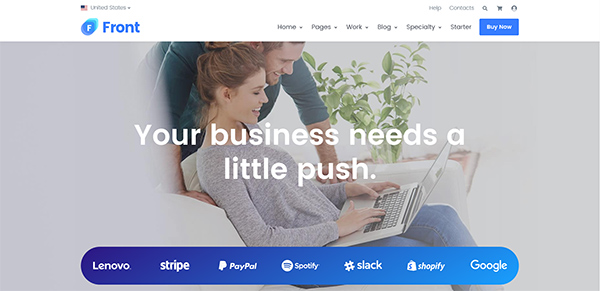 United States
Help Contacts
F Front
Home Pages Work Blog Specialty Starter Buy Now
Your business needs a
little push.
Lenovo stripe PayPal Spotify slack shopify Google